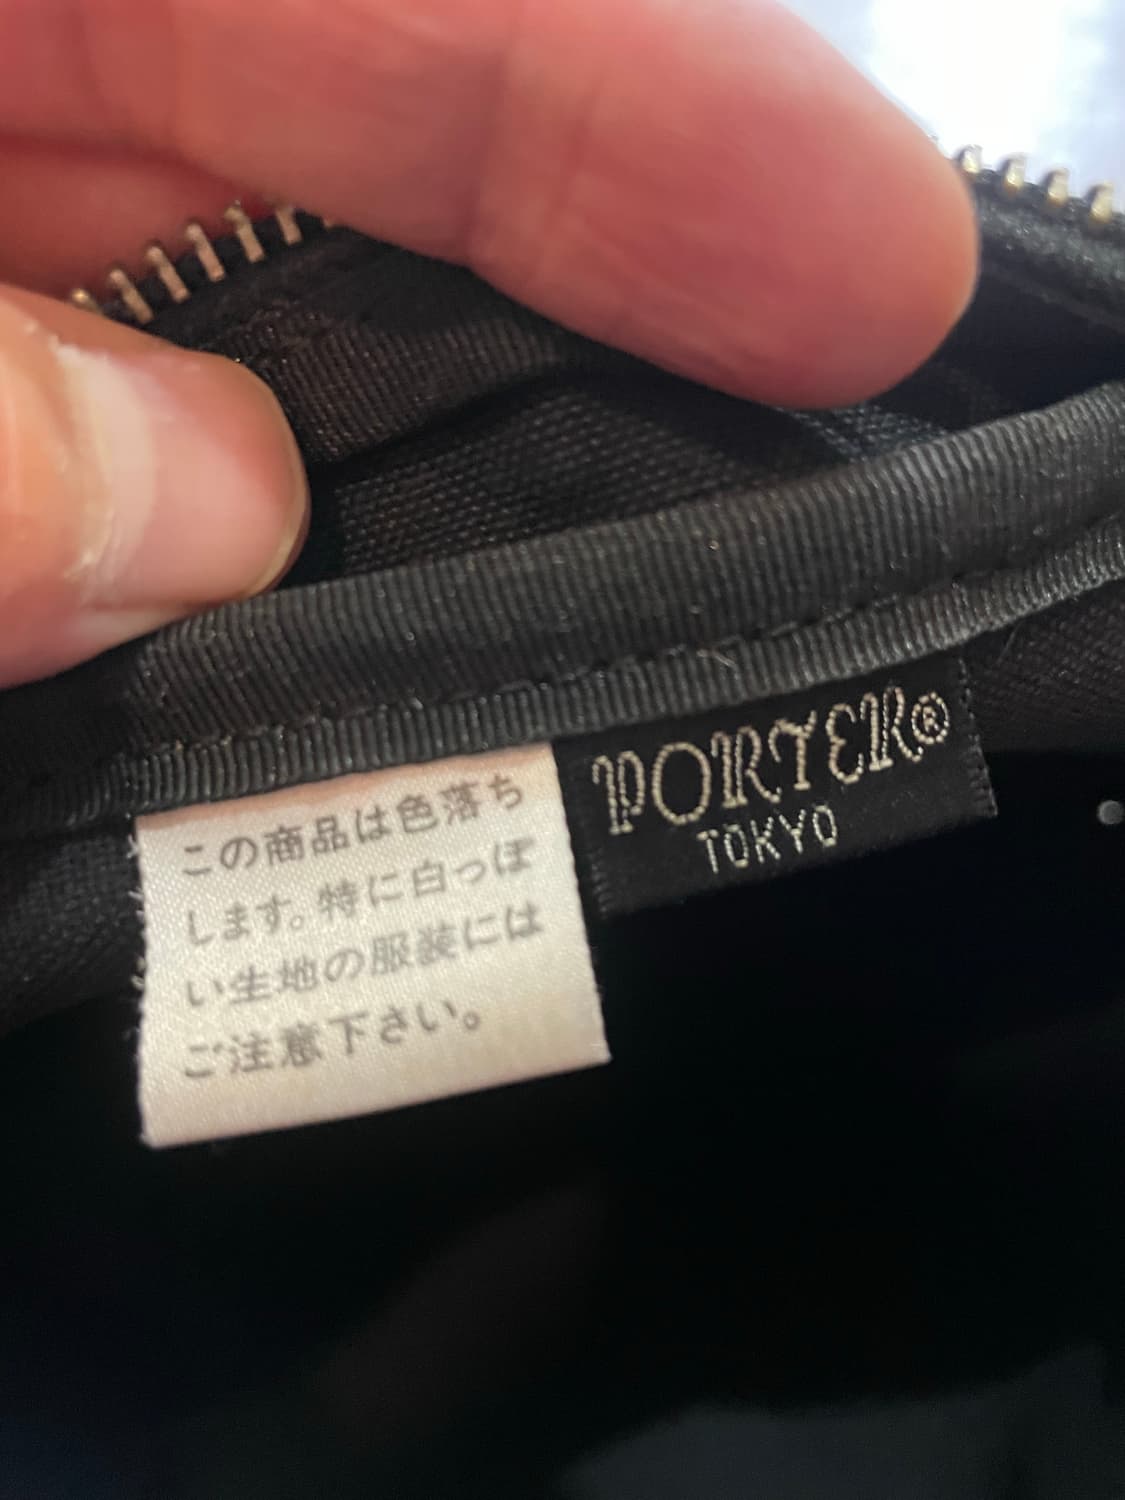 この商品は色落ち
します。特に白っぽ
い生地の服装には
ご注意下さい。
PORTER®
TOKYO